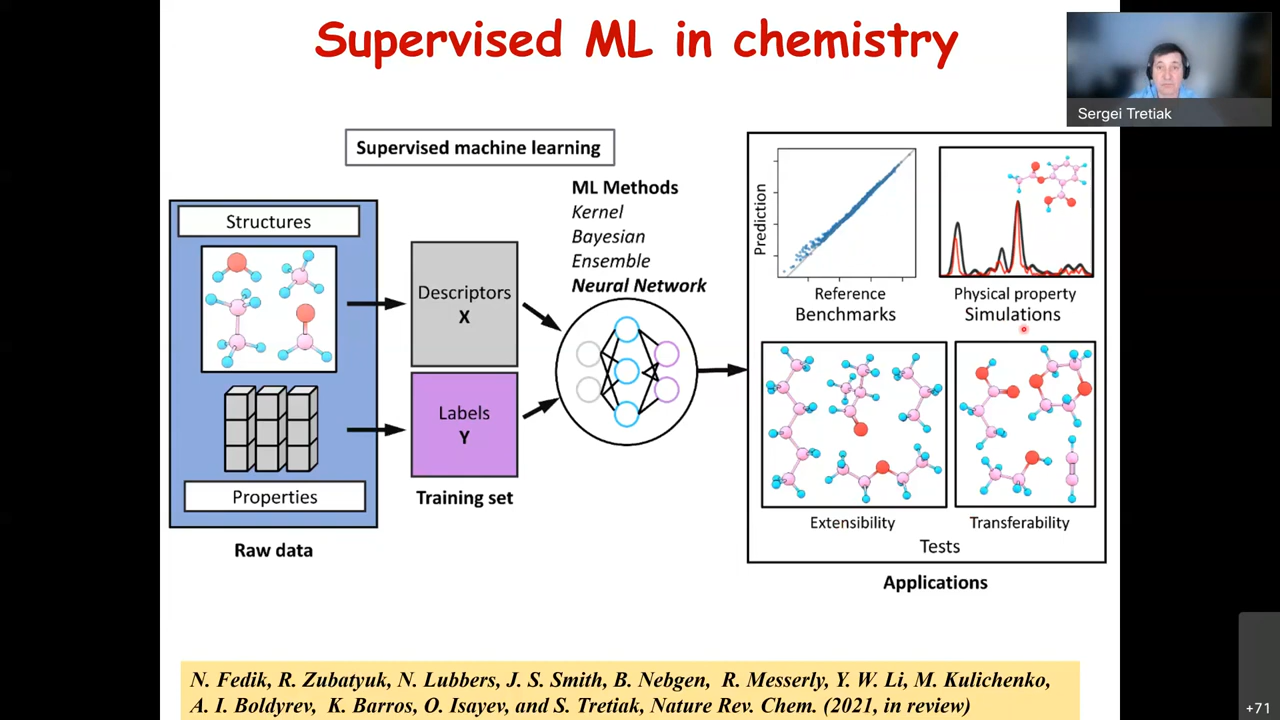 Supervised ML in chemistry
Sergei Tretiak
Supervised machine learning
Structures
Properties
Raw data
Descriptors
X
Labels
Y
Training set
ML Methods
Kernel
Bayesian
Ensemble
Neural Network
Prediction
Reference
Benchmarks
Physical property
Simulations
Extensibility
Transferability
Tests
Applications
N. Fedik, R. Zubatyuk, N. Lubbers, J. S. Smith, B. Nebgen, R. Messerly, Y. W. Li, M. Kulichenko,
A. I. Boldyrev, K. Barros, O. Isayev, and S. Tretiak, Nature Rev. Chem. (2021, in review)
+71